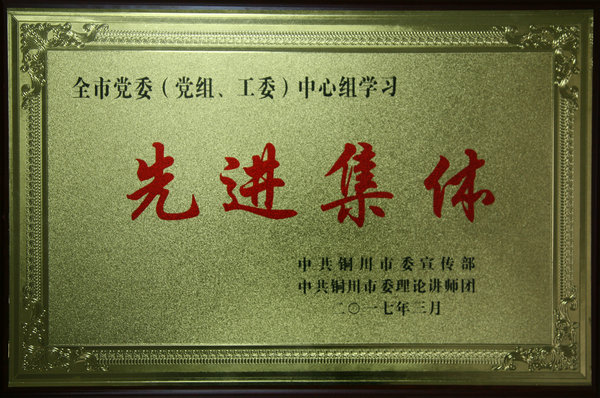 全市党委（党组、工委）中心组学习
先进集体
中共铜川市委宣传部
中共铜川市委理论讲师团
二〇一七年三月